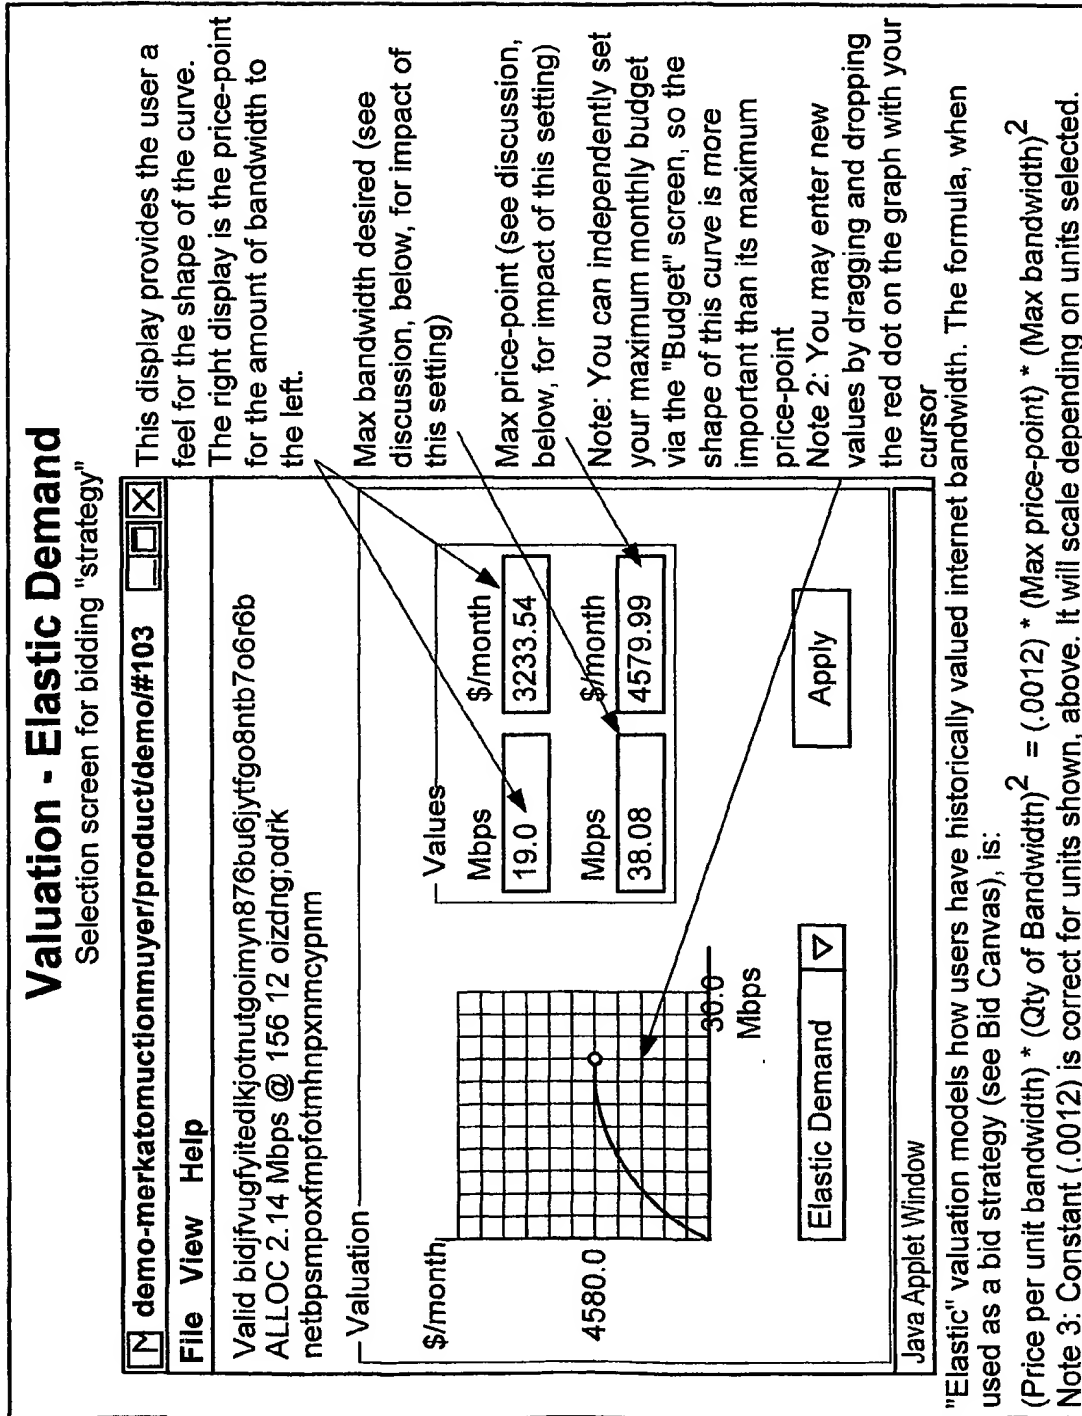 Valuation - Elastic Demand
Selection screen for bidding "strategy"
demo-merkatomuctionmuyer/product/demo/#103
File View Help
Valid bidjfvugfyitedlkjotnutgoimyn876bu6jytfgo8ntb7o6r6b
ALLOC 2.14 Mbps @ 156 12 oizdng;odrk
netbpsmpoxfmpfotmhnpxnmcypnm
Valuation
$/month
4580.0
30.0
Mbps
Values
Mbps $/month
19.0 3233.54
Mbps $/month
38.08 4579.99
Elastic Demand
Apply
Java Applet Window
This display provides the user a
feel for the shape of the curve.
The right display is the price-point
for the amount of bandwidth to
the left.
Max bandwidth desired (see
discussion, below, for impact of
this setting)
Max price-point (see discussion,
below, for impact of this setting)
Note: You can independently set
your maximum monthly budget
via the "Budget" screen, so the
shape of this curve is more
important than its maximum
price-point
Note 2: You may enter new
values by dragging and dropping
the red dot on the graph with your
cursor
"Elastic" valuation models how users have historically valued internet bandwidth. The formula, when
used as a bid strategy (see Bid Canvas), is:
(Price per unit bandwidth) * (Qty of Bandwidth)² = (.0012) * (Max price-point) * (Max bandwidth)²
Note 3: Constant (.0012) is correct for units shown, above. It will scale depending on units selected.